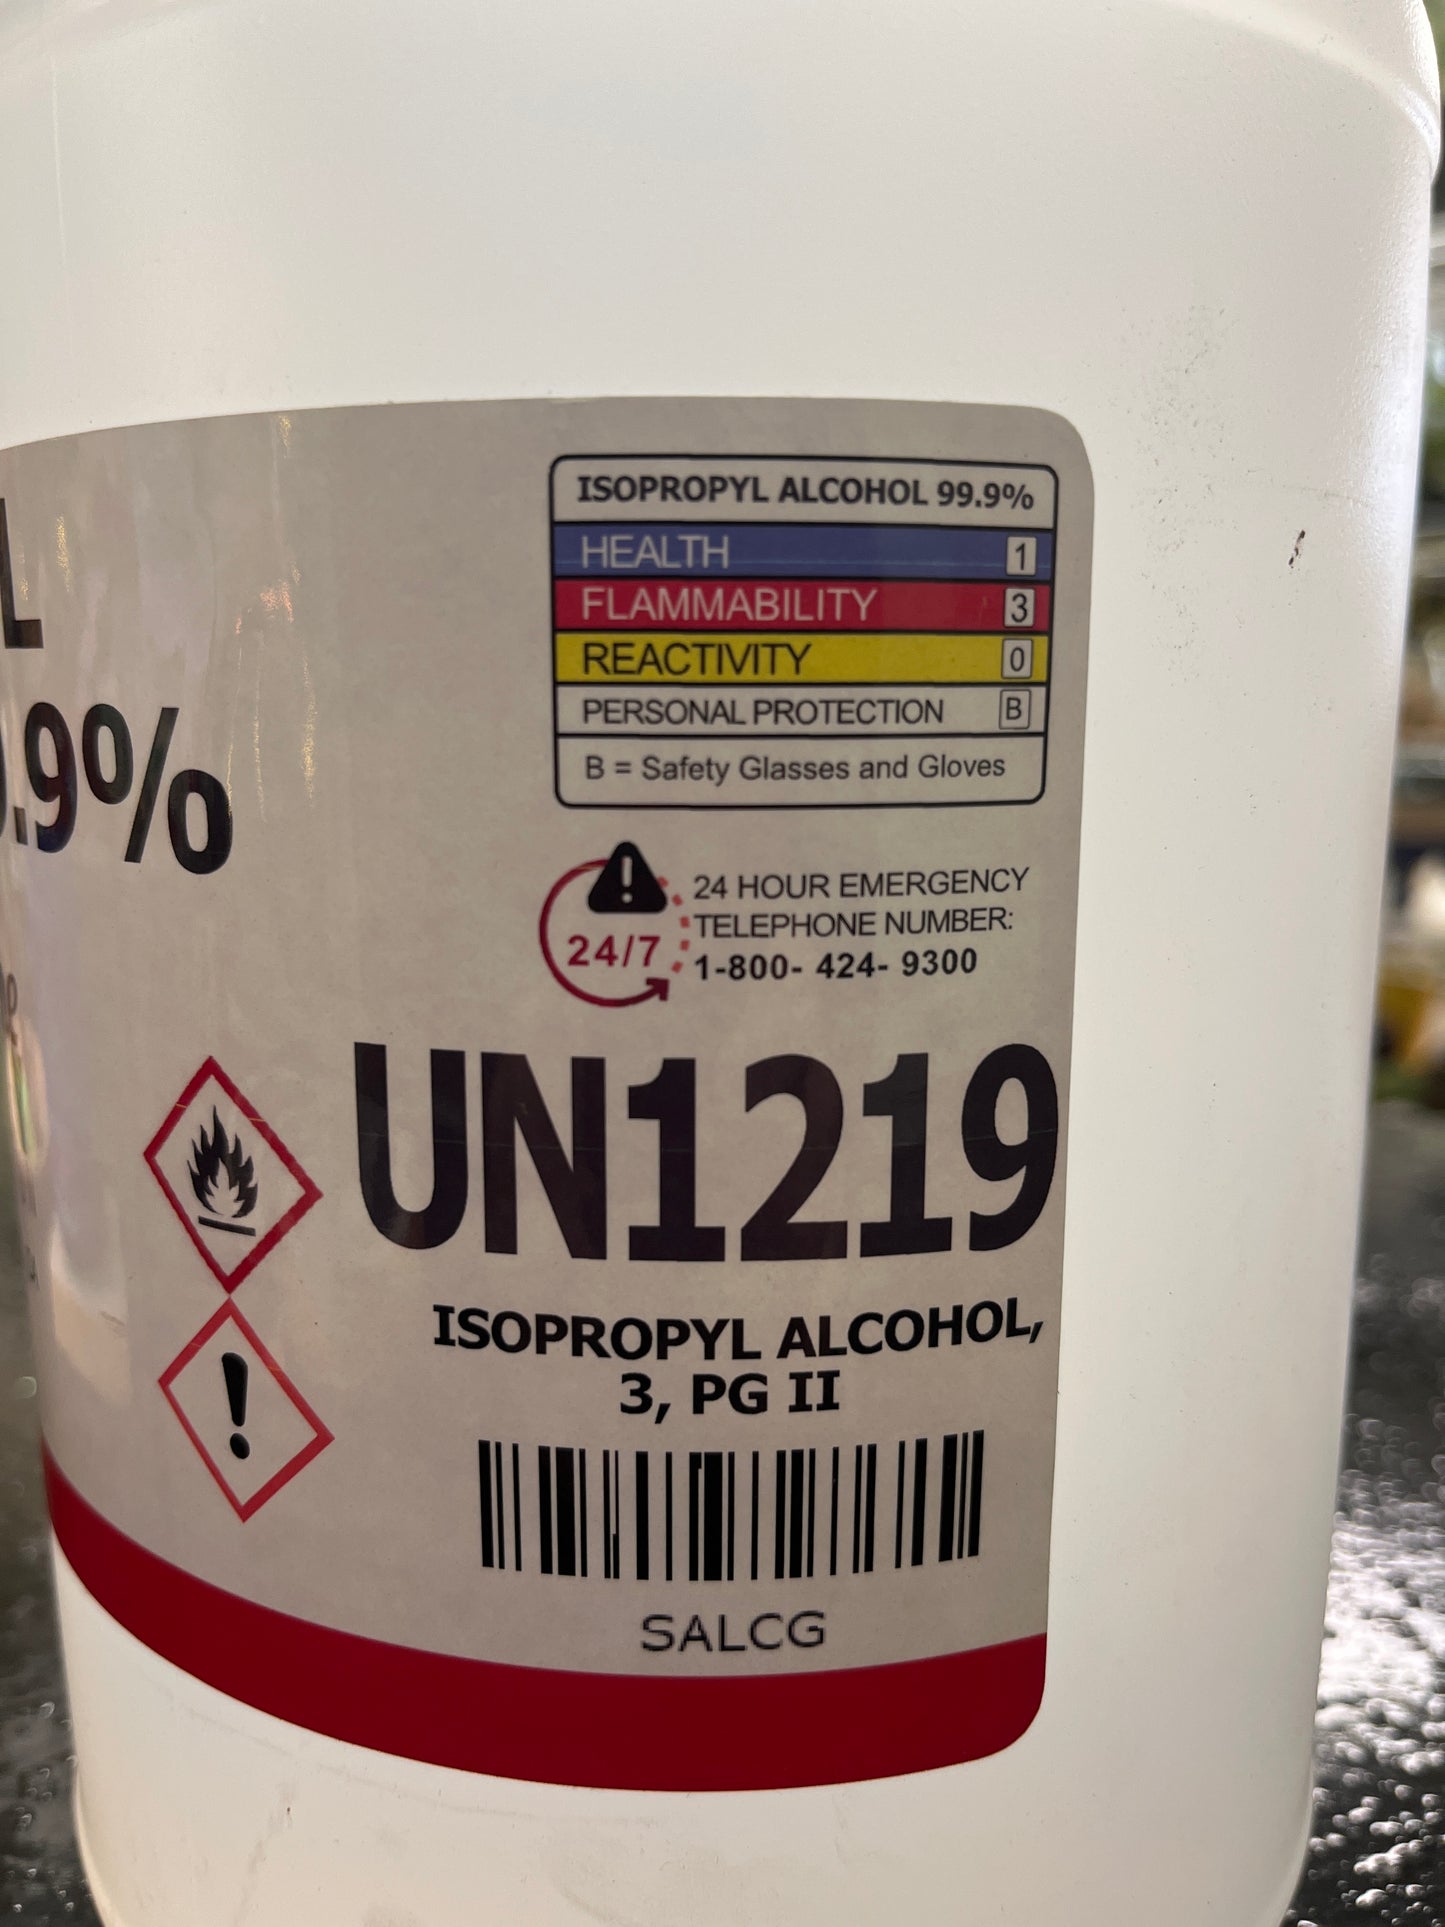 L
.9%
ISOPROPYL ALCOHOL 99.9%
HEALTH 1
FLAMMABILITY 3
REACTIVITY 0
PERSONAL PROTECTION B
B = Safety Glasses and Gloves
24/7
24 HOUR EMERGENCY
TELEPHONE NUMBER:
1-800- 424- 9300
UN1219
ISOPROPYL ALCOHOL,
3, PG II
SALCG